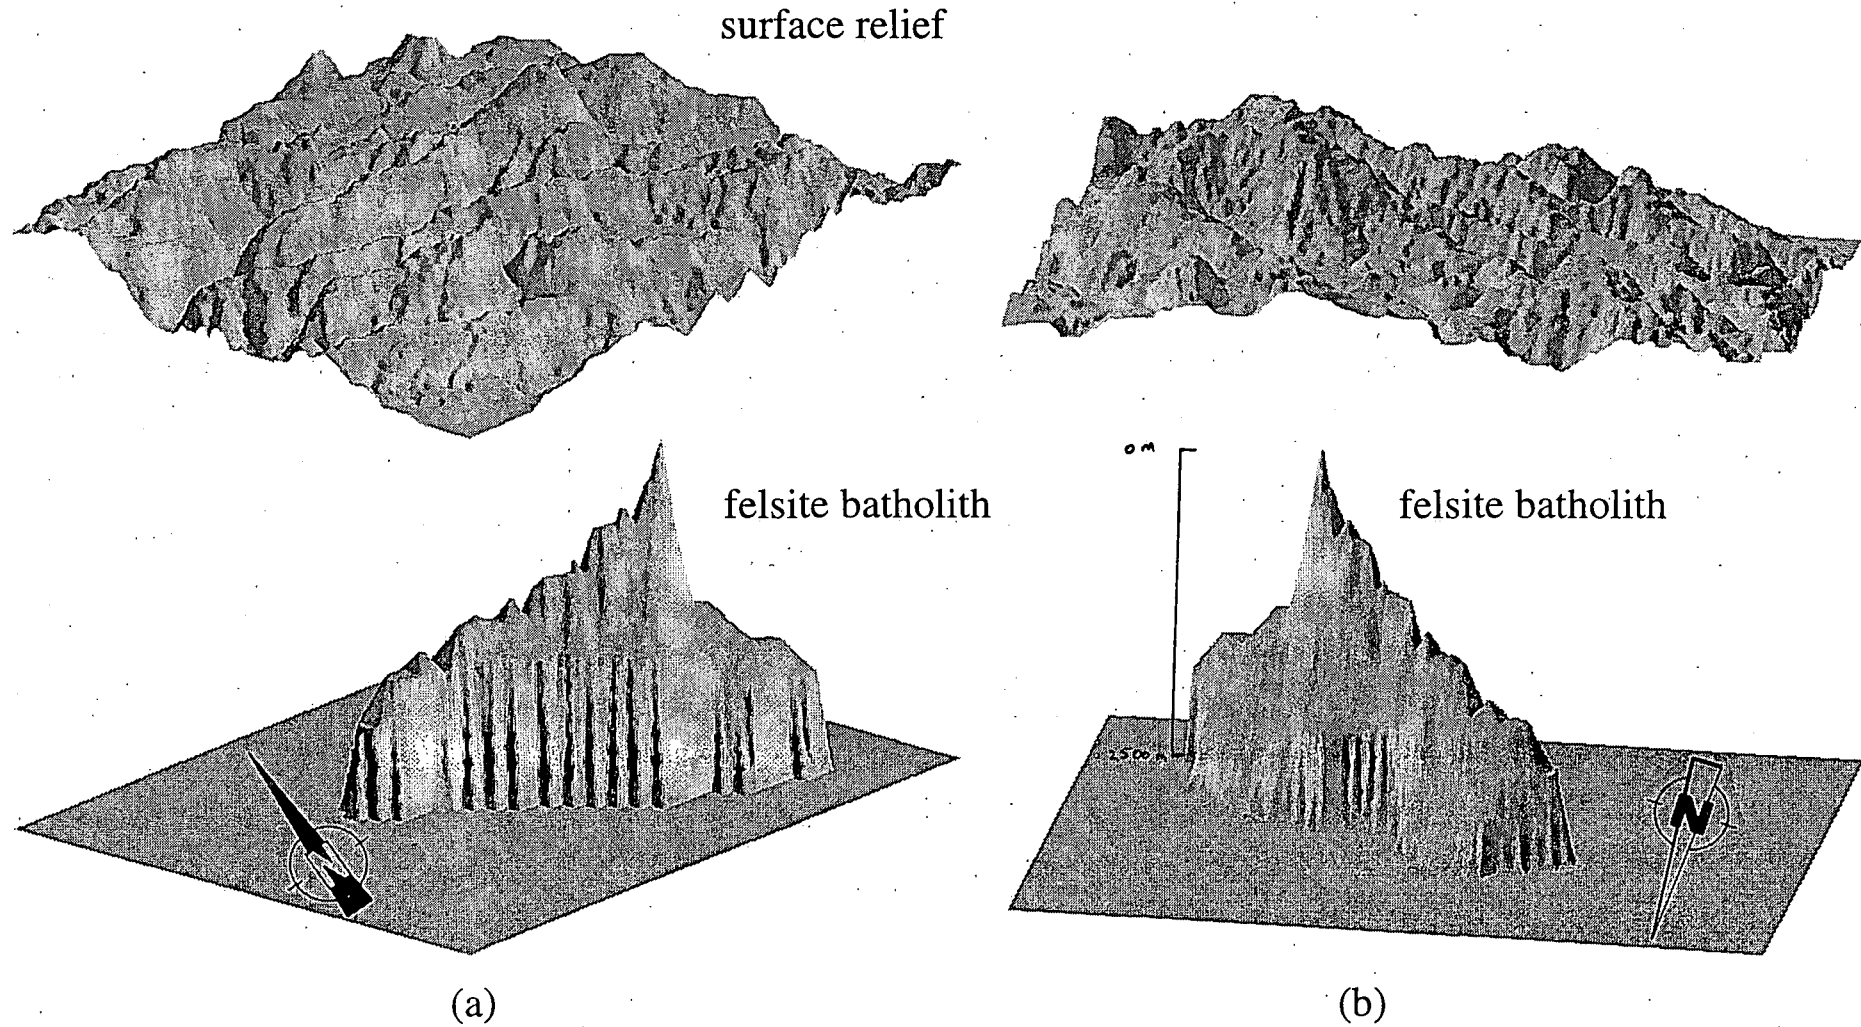 surface relief
0 m
felsite batholith
felsite batholith
2500 m
N
(a)
(b)